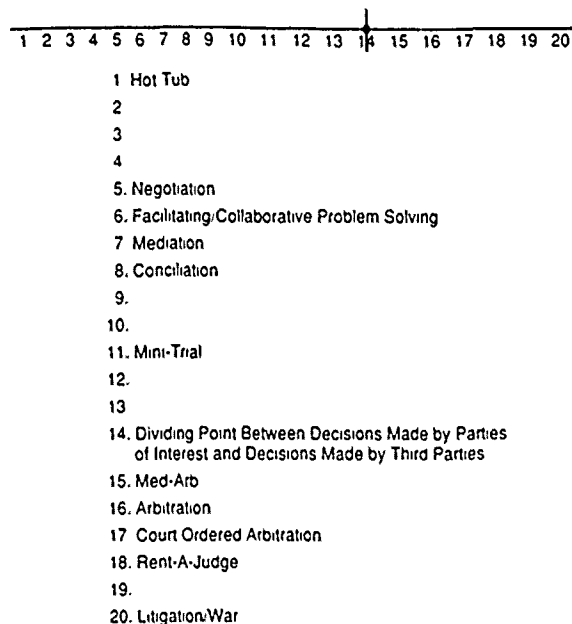 1 2 3 4 5 6 7 8 9 10 11 12 13 14 15 16 17 18 19 20
1 Hot Tub
2
3
4
5. Negotiation
6. Facilitating/Collaborative Problem Solving
7 Mediation
8. Conciliation
9.
10.
11. Mini-Trial
12.
13
14. Dividing Point Between Decisions Made by Parties
of Interest and Decisions Made by Third Parties
15. Med-Arb
16. Arbitration
17 Court Ordered Arbitration
18. Rent-A-Judge
19.
20. Litigation/War